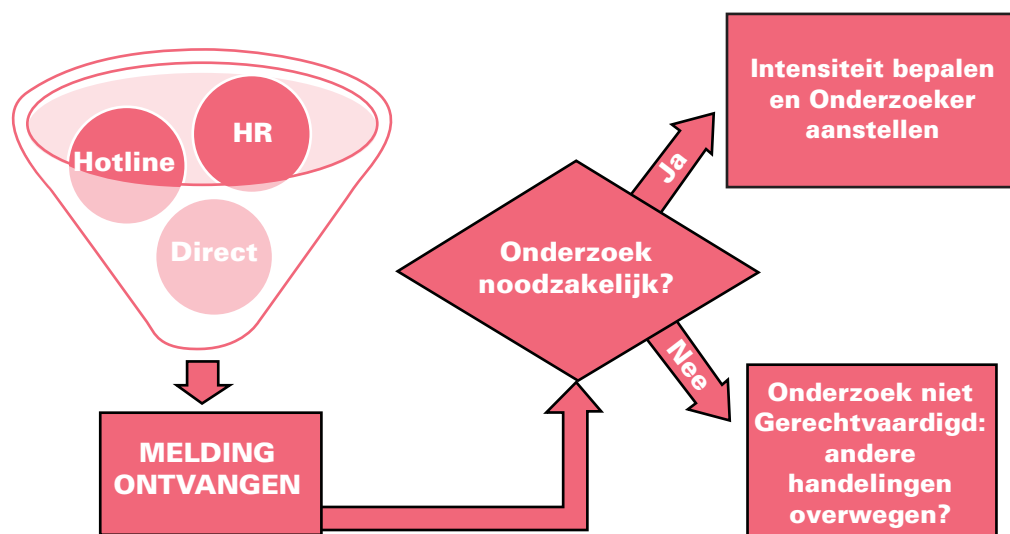 HR
Hotline
Direct
MELDING
ONTVANGEN
Onderzoek
noodzakelijk?
Ja
Intensiteit bepalen
en Onderzoeker
aanstellen
Nee
Onderzoek niet
Gerechtvaardigd:
andere
handelingen
overwegen?